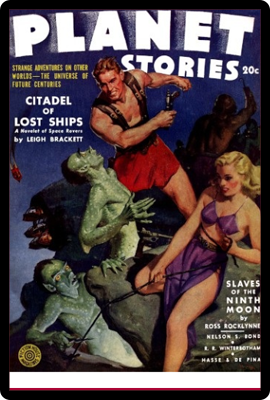 PLANET
STORIES
20c
STRANGE ADVENTURES ON OTHER
WORLDS—THE UNIVERSE OF
FUTURE CENTURIES
CITADEL
OF
LOST SHIPS
A Novelet of Space Rovers
by LEIGH BRACKETT
SLAVES
OF THE
NINTH
MOON
by
ROSS ROCKLYNNE
NELSON S. BOND
R. R. WINTERBOTHAM
HASSE & DE PINA